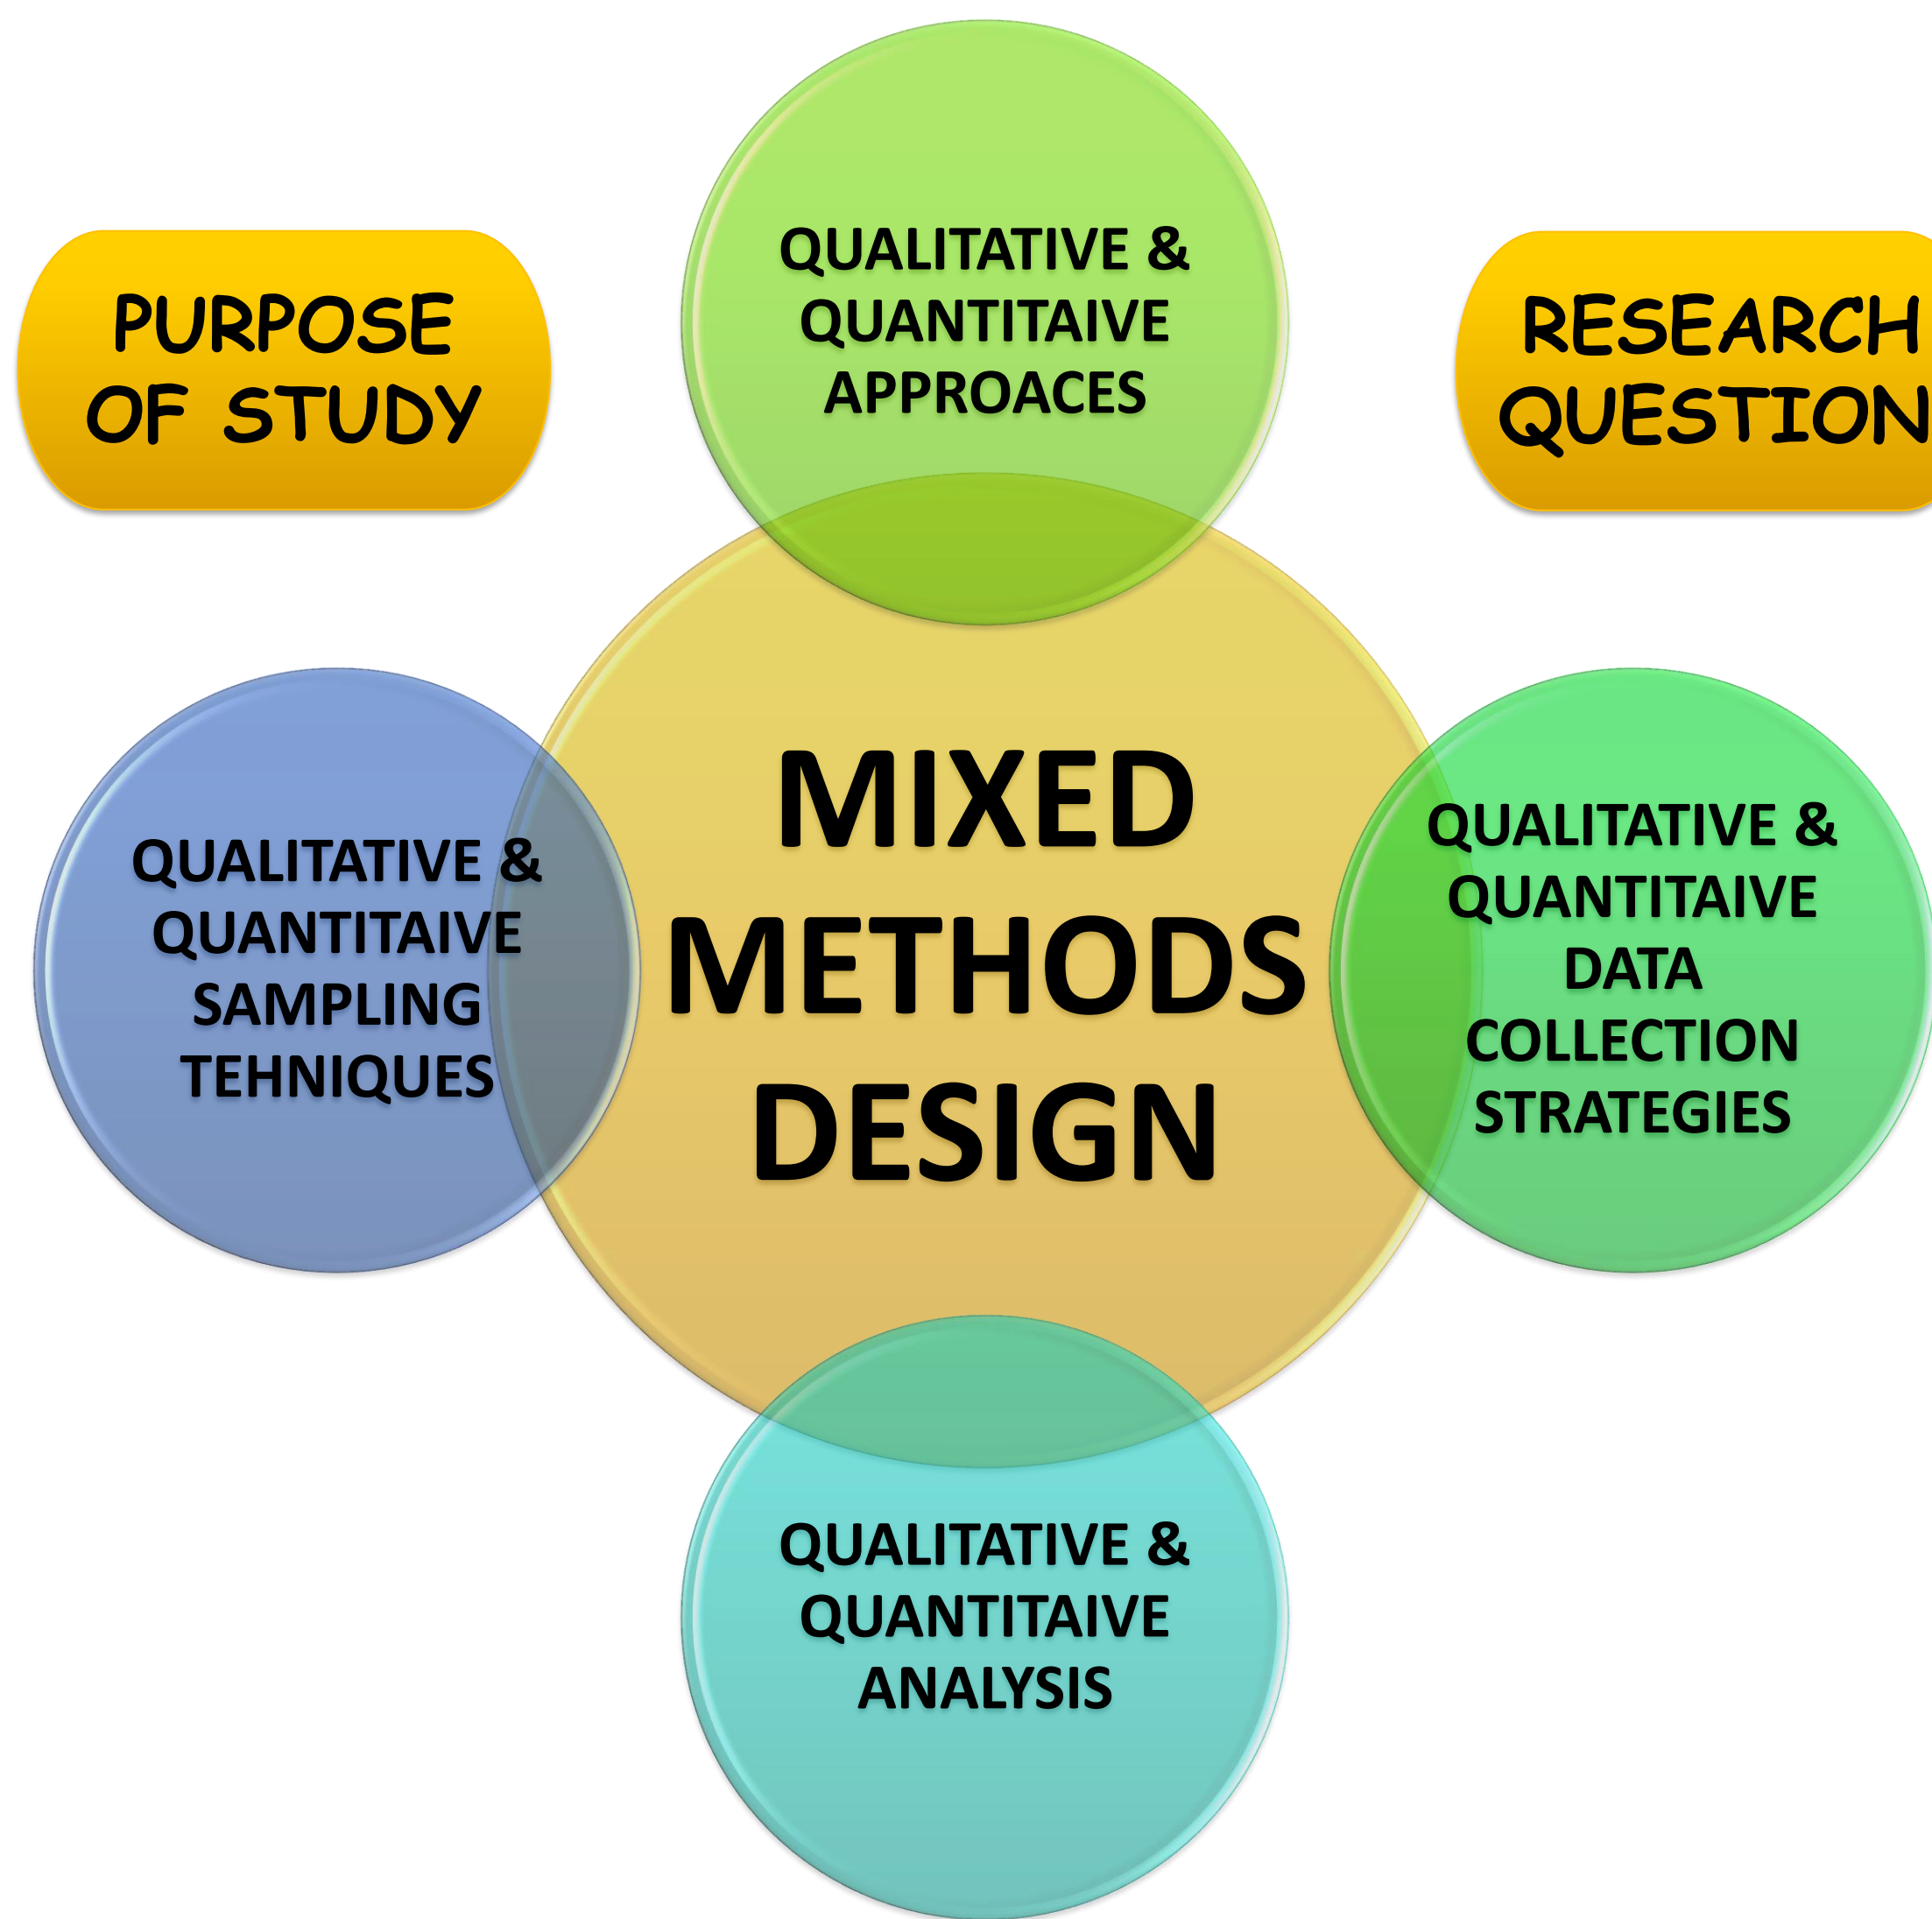 QUALITATIVE &
QUANTITAIVE
APPROACES
PURPOSE
OF STUDY
RESEARCH
QUESTION
MIXED
METHODS
DESIGN
QUALITATIVE &
QUANTITAIVE
SAMPLING
TEHNIQUES
QUALITATIVE &
QUANTITAIVE
DATA
COLLECTION
STRATEGIES
QUALITATIVE &
QUANTITAIVE
ANALYSIS